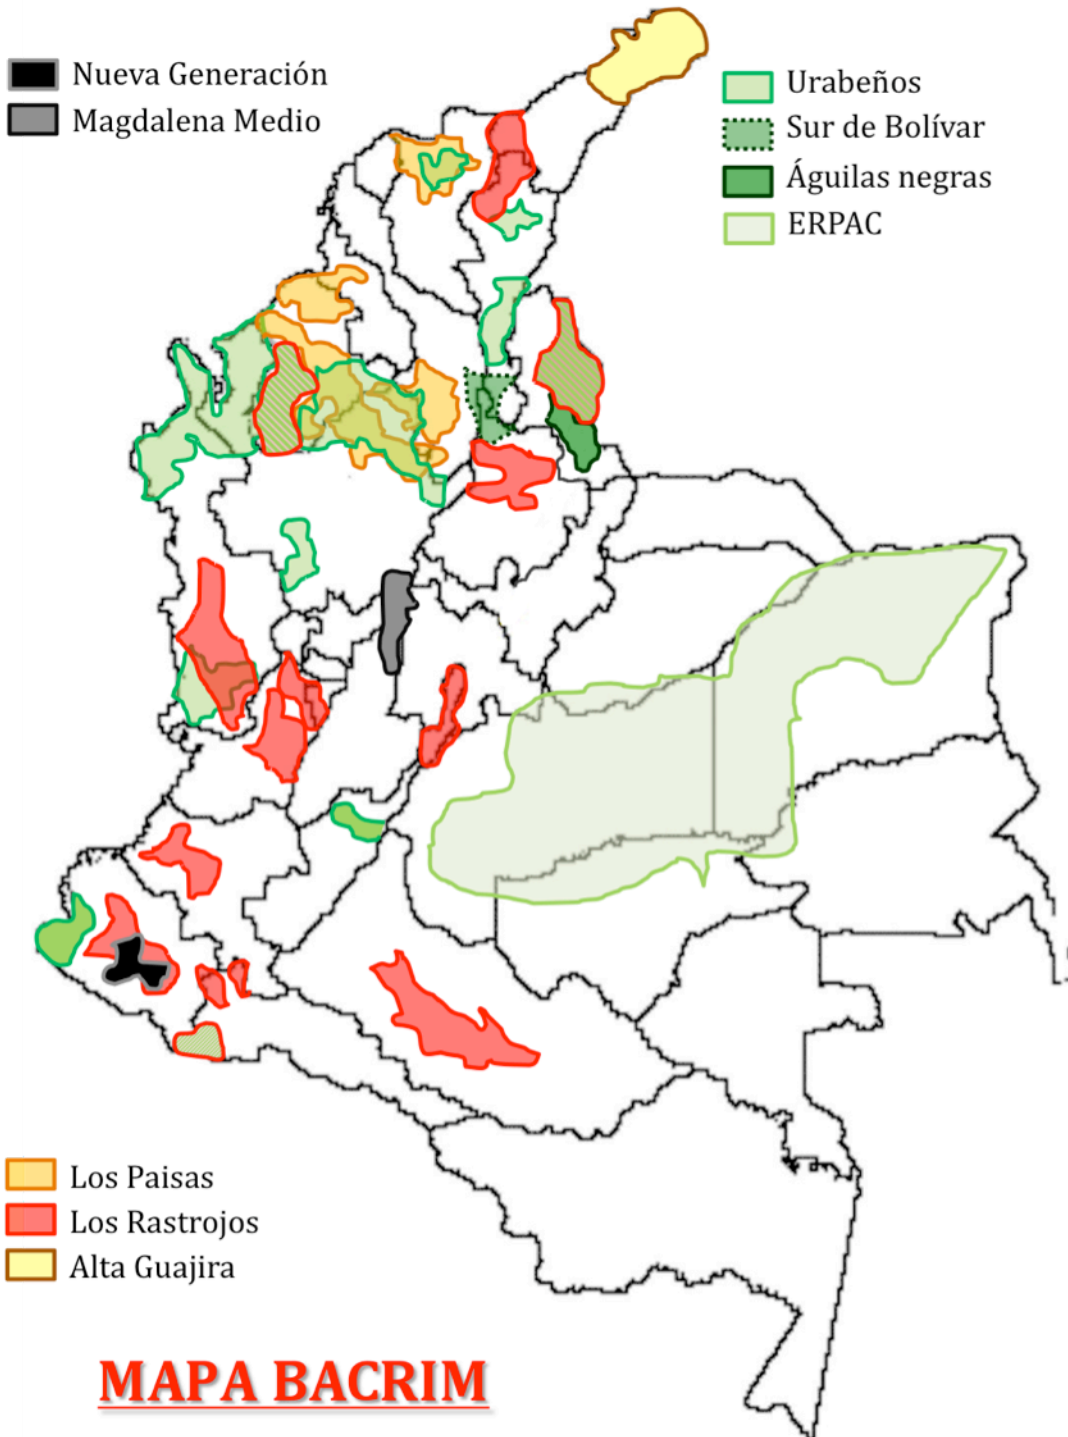 Nueva Generación
Magdalena Medio
Urabeños
Sur de Bolívar
Águilas negras
ERPAC
Los Paisas
Los Rastrojos
Alta Guajira
MAPA BACRIM